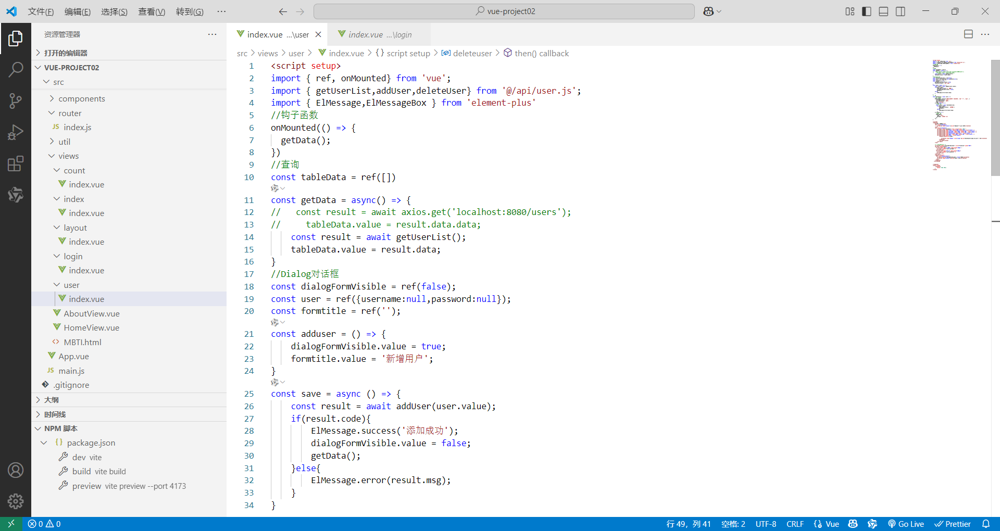 文件(F) 编辑(E) 选择(S) 查看(V) 转到(G) ··· vue-project02
资源管理器 ···
打开的编辑器
VUE-PROJECT02
src
components
router
JS index.js
util
views
count
index.vue
index
index.vue
layout
index.vue
login
index.vue
user
index.vue
AboutView.vue
HomeView.vue
<> MBTI.html
App.vue
JS main.js
.gitignore
大纲
时间线
NPM 脚本
{} package.json
dev vite
build vite build
preview vite preview --port 4173
index.vue ...\user index.vue ...\login
src > views > user > index.vue > {} script setup > deleteuser > then() callback
1 <script setup>
2 import { ref, onMounted} from 'vue';
3 import { getUserList,addUser,deleteUser} from '@/api/user.js';
4 import { ElMessage,ElMessageBox } from 'element-plus'
5 //钩子函数
6 onMounted(() => {
7 getData();
8 })
9 //查询
10 const tableData = ref([])
11 const getData = async() => {
12 // const result = await axios.get('localhost:8080/users');
13 // tableData.value = result.data.data;
14 const result = await getUserList();
15 tableData.value = result.data;
16 }
17 //Dialog对话框
18 const dialogFormVisible = ref(false);
19 const user = ref({username:null,password:null});
20 const formtitle = ref('');
21 const adduser = () => {
22 dialogFormVisible.value = true;
23 formtitle.value = '新增用户';
24 }
25 const save = async () => {
26 const result = await addUser(user.value);
27 if(result.code){
28 ElMessage.success('添加成功');
29 dialogFormVisible.value = false;
30 getData();
31 }else{
32 ElMessage.error(result.msg);
33 }
34 }
0 0 行 49，列 41 空格: 2 UTF-8 CRLF Vue Go Live Prettier